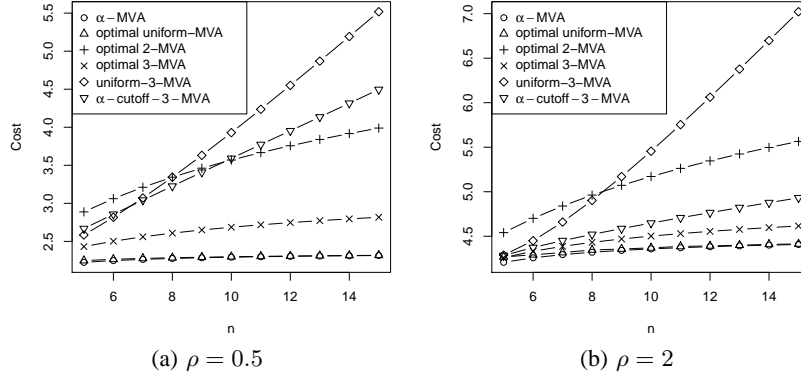 α−MVA
optimal uniform−MVA
optimal 2−MVA
optimal 3−MVA
uniform−3−MVA
α−cutoff−3−MVA
Cost
5.5
5.0
4.5
4.0
3.5
3.0
2.5
6 8 10 12 14
n
(a) ρ = 0.5
α−MVA
optimal uniform−MVA
optimal 2−MVA
optimal 3−MVA
uniform−3−MVA
α−cutoff−3−MVA
Cost
7.0
6.5
6.0
5.5
5.0
4.5
4.0
6 8 10 12 14
n
(b) ρ = 2